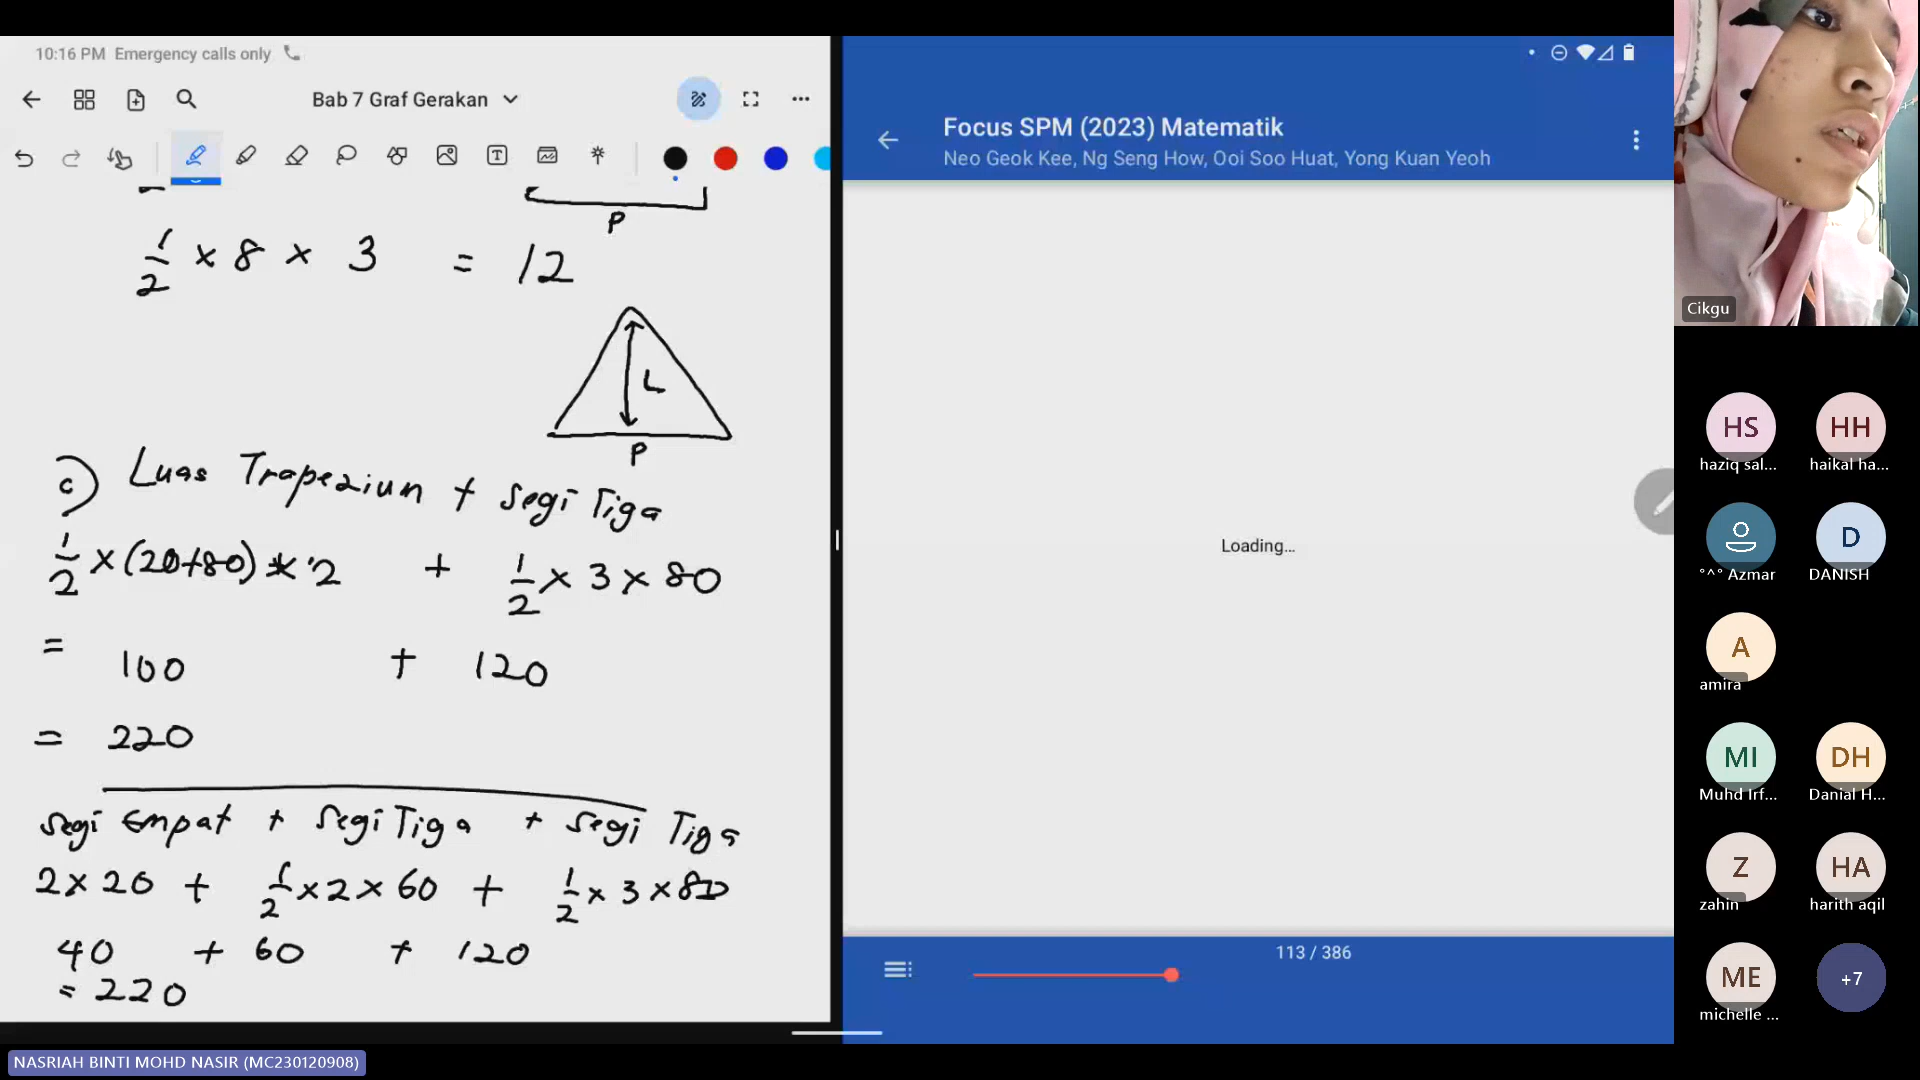 10:16 PM Emergency calls only
Bab 7 Graf Gerakan
P
1/2 × 8 × 3 = 12
L
P
c) Luas Trapezium + Segi Tiga
1/2 × (20+80) × 2 + 1/2 × 3 × 80
= 100 + 120
= 220
Segi Empat + Segi Tiga + Segi Tiga
2 × 20 + 1/2 × 2 × 60 + 1/2 × 3 × 80
40 + 60 + 120
= 220
Focus SPM (2023) Matematik
Neo Geok Kee, Ng Seng How, Ooi Soo Huat, Yong Kuan Yeoh
Loading...
113 / 386
Cikgu
HS
HH
haziq sal...
haikal ha...
D
°^° Azmar
DANISH
A
amira
MI
DH
Muhd Irf...
Danial H...
Z
HA
zahin
harith aqil
ME
+7
michelle ...
NASRIAH BINTI MOHD NASIR (MC230120908)